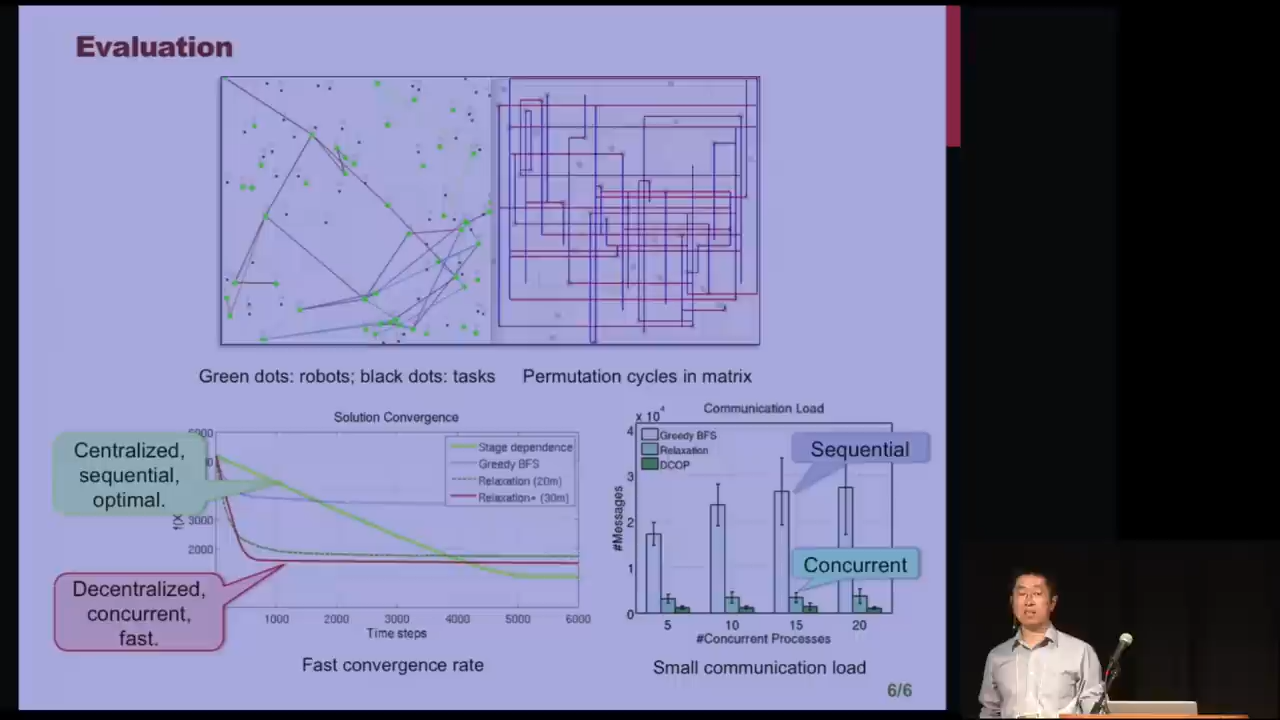 Evaluation
Green dots: robots; black dots: tasks
Permutation cycles in matrix
Solution Convergence
Centralized,
sequential,
optimal.
Decentralized,
concurrent,
fast.
3000
2000
Stage dependence
Greedy BFS
Relaxation (20m)
Relaxation+ (30m)
1000 2000 3000 4000 5000 6000
Time steps
Fast convergence rate
Communication Load
x 10^4
4
3
2
1
0
#Messages
Greedy BFS
Relaxation
DCOP
Sequential
Concurrent
5 10 15 20
#Concurrent Processes
Small communication load
6/6